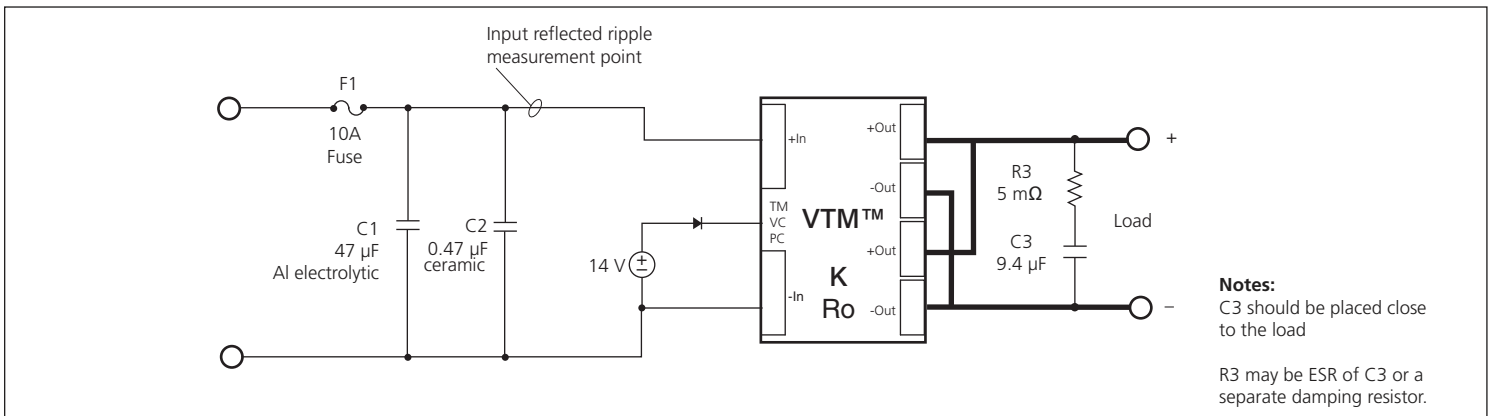 Input reflected ripple
measurement point
F1
10A
Fuse
C1
47 µF
Al electrolytic
C2
0.47 µF
ceramic
14 V
+In
TM
VC
PC
-In
VTM™
K
Ro
+Out
-Out
+Out
-Out
R3
5 mΩ
C3
9.4 µF
Load
+
–
Notes:
C3 should be placed close
to the load
R3 may be ESR of C3 or a
separate damping resistor.